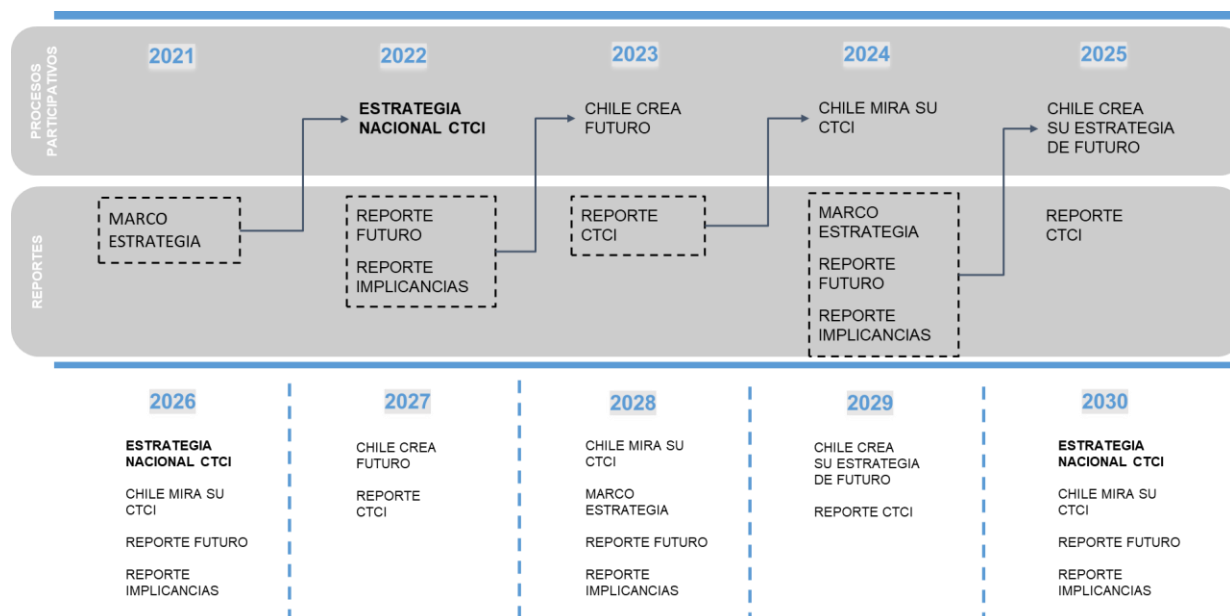 2021
2022
2023
2024
2025
PROCESOS
PARTICIPATIVOS
ESTRATEGIA
NACIONAL CTCI
CHILE CREA
FUTURO
CHILE MIRA SU
CTCI
CHILE CREA
SU ESTRATEGIA
DE FUTURO
REPORTES
MARCO
ESTRATEGIA
REPORTE
FUTURO
REPORTE
IMPLICANCIAS
REPORTE
CTCI
MARCO
ESTRATEGIA
REPORTE
FUTURO
REPORTE
IMPLICANCIAS
REPORTE
CTCI
2026
ESTRATEGIA
NACIONAL CTCI
CHILE MIRA SU
CTCI
REPORTE FUTURO
REPORTE
IMPLICANCIAS
2027
CHILE CREA
FUTURO
REPORTE
CTCI
2028
CHILE MIRA SU
CTCI
MARCO
ESTRATEGIA
REPORTE FUTURO
REPORTE
IMPLICANCIAS
2029
CHILE CREA
SU ESTRATEGIA
DE FUTURO
REPORTE CTCI
2030
ESTRATEGIA
NACIONAL CTCI
CHILE MIRA SU
CTCI
REPORTE FUTURO
REPORTE
IMPLICANCIAS